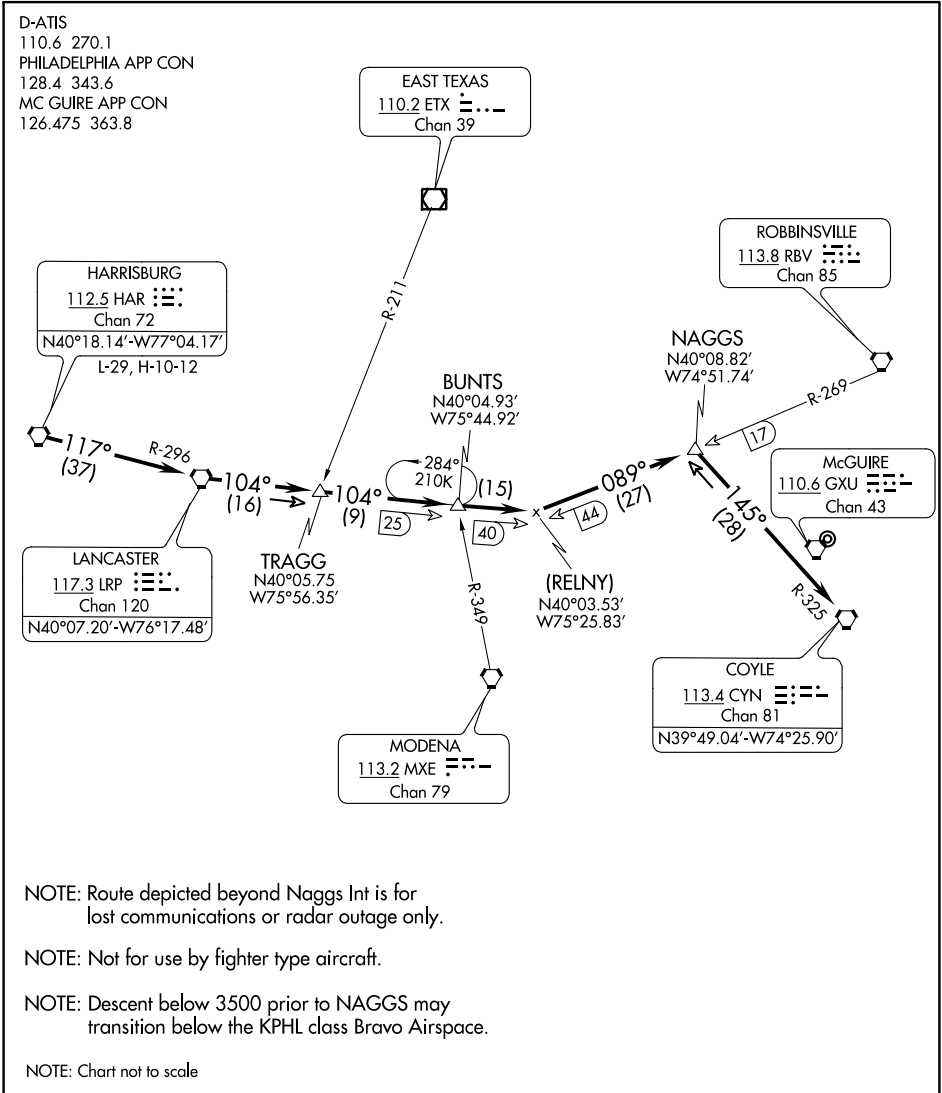 D-ATIS
110.6 270.1
PHILADELPHIA APP CON
128.4 343.6
MC GUIRE APP CON
126.475 363.8
EAST TEXAS
110.2 ETX
Chan 39
ROBBINSVILLE
113.8 RBV
Chan 85
HARRISBURG
112.5 HAR
Chan 72
N40°18.14’-W77°04.17’
L-29, H-10-12
R-211
NAGGS
N40°08.82’
W74°51.74’
BUNTS
N40°04.93’
W75°44.92’
R-269
17
117°
(37)
R-296
104°
(16)
104°
(9)
284°
210K
25
(15)
40
44
089°
(27)
145°
(28)
McGUIRE
110.6 GXU
Chan 43
R-325
LANCASTER
117.3 LRP
Chan 120
N40°07.20’-W76°17.48’
TRAGG
N40°05.75
W75°56.35’
(RELNY)
N40°03.53’
W75°25.83’
R-349
COYLE
113.4 CYN
Chan 81
N39°49.04’-W74°25.90’
MODENA
113.2 MXE
Chan 79
NOTE: Route depicted beyond Naggs Int is for
lost communications or radar outage only.
NOTE: Not for use by fighter type aircraft.
NOTE: Descent below 3500 prior to NAGGS may
transition below the KPHL class Bravo Airspace.
NOTE: Chart not to scale